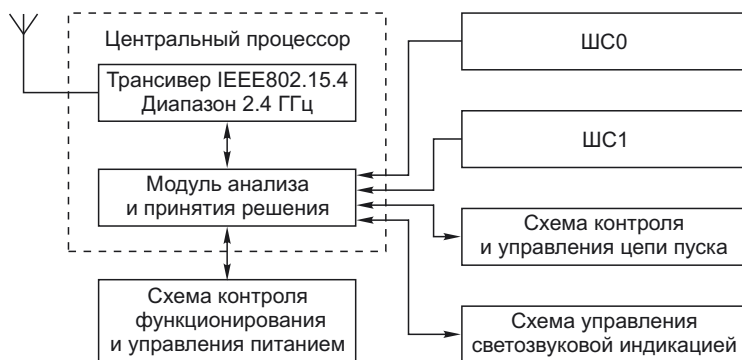 Центральный процессор
Трансивер IEEE802.15.4
Диапазон 2.4 ГГц
Модуль анализа
и принятия решения
Схема контроля
функционирования
и управления питанием
ШС0
ШС1
Схема контроля
и управления цепи пуска
Схема управления
светозвуковой индикацией